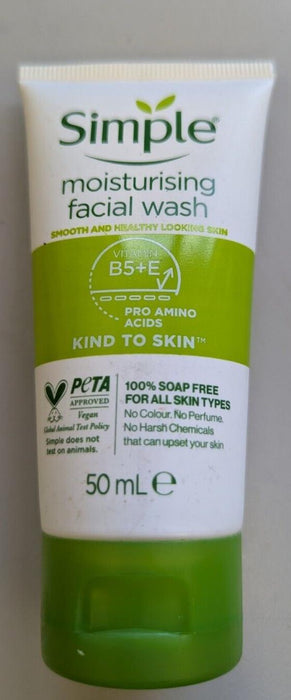 Simple®
moisturising
facial wash
SMOOTH AND HEALTHY LOOKING SKIN
VITAMIN
B5+E
PRO AMINO
ACIDS
KIND TO SKIN™
PETA
APPROVED
Vegan
Global Animal Test Policy
Simple does not
test on animals.
100% SOAP FREE
FOR ALL SKIN TYPES
No Colour. No Perfume.
No Harsh Chemicals
that can upset your skin
50 mL ℮